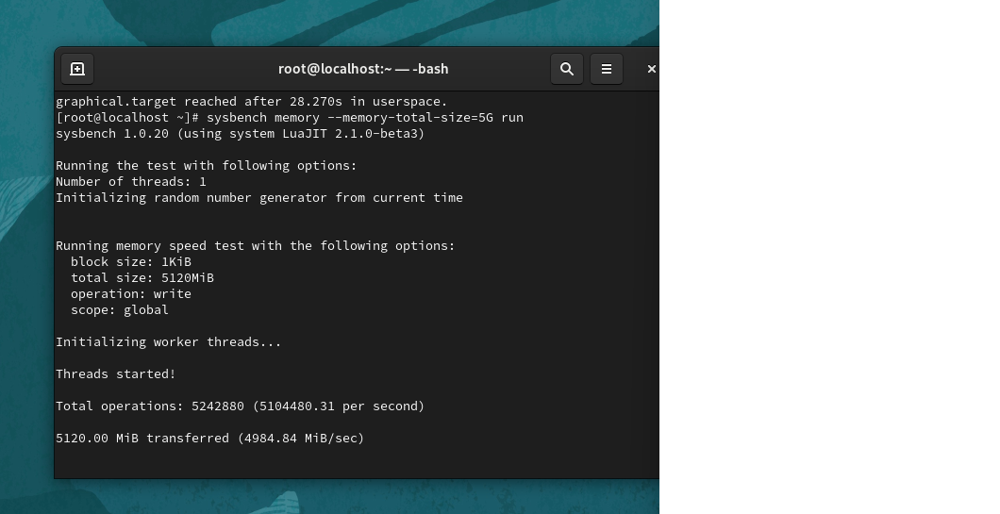 root@localhost:~ — -bash
graphical.target reached after 28.270s in userspace.
[root@localhost ~]# sysbench memory --memory-total-size=5G run
sysbench 1.0.20 (using system LuaJIT 2.1.0-beta3)
Running the test with following options:
Number of threads: 1
Initializing random number generator from current time
Running memory speed test with the following options:
  block size: 1KiB
  total size: 5120MiB
  operation: write
  scope: global
Initializing worker threads...
Threads started!
Total operations: 5242880 (5104480.31 per second)
5120.00 MiB transferred (4984.84 MiB/sec)